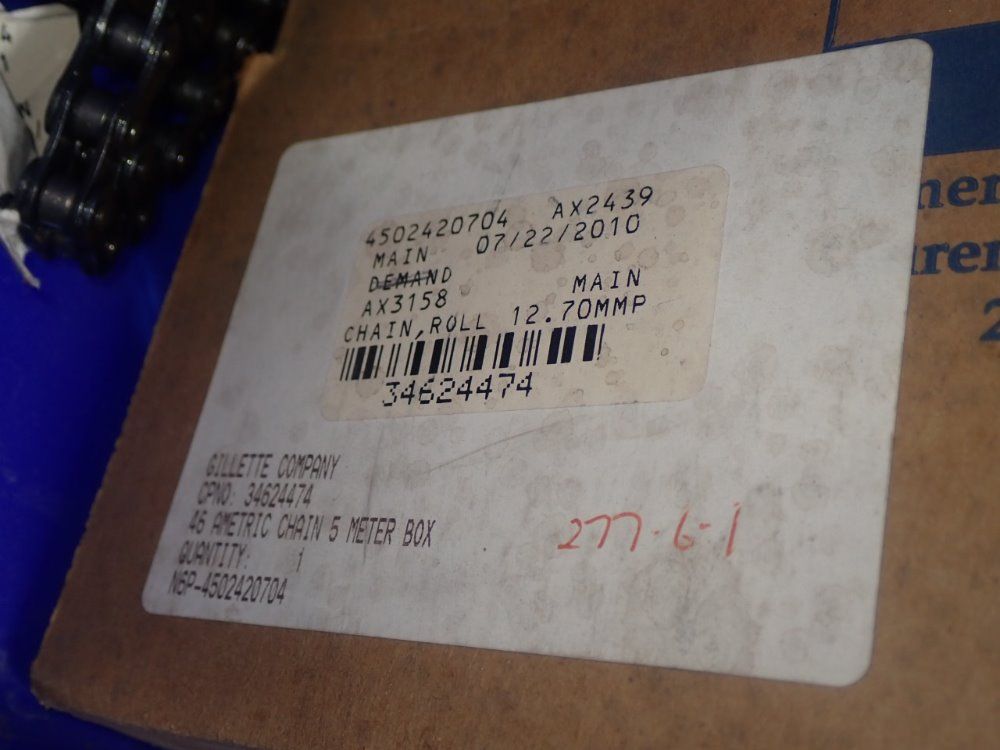 4502420704 AX2439
MAIN 07/22/2010
DEMAND
AX3158 MAIN
CHAIN,ROLL 12.70MMP
34624474
GILLETTE COMPANY
CPNO: 34624474
46 AMETRIC CHAIN 5 METER BOX
QUANTITY: 1
N6P-4502420704
277-6-1